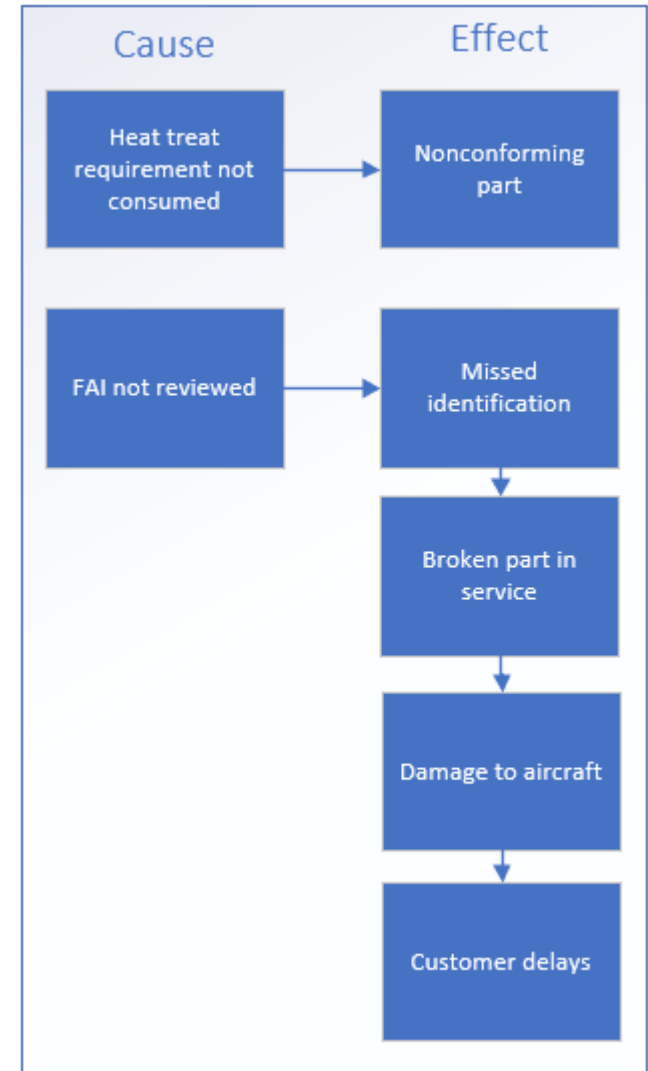 Cause
Effect
Heat treat
requirement not
consumed
Nonconforming
part
FAI not reviewed
Missed
identification
Broken part in
service
Damage to aircraft
Customer delays